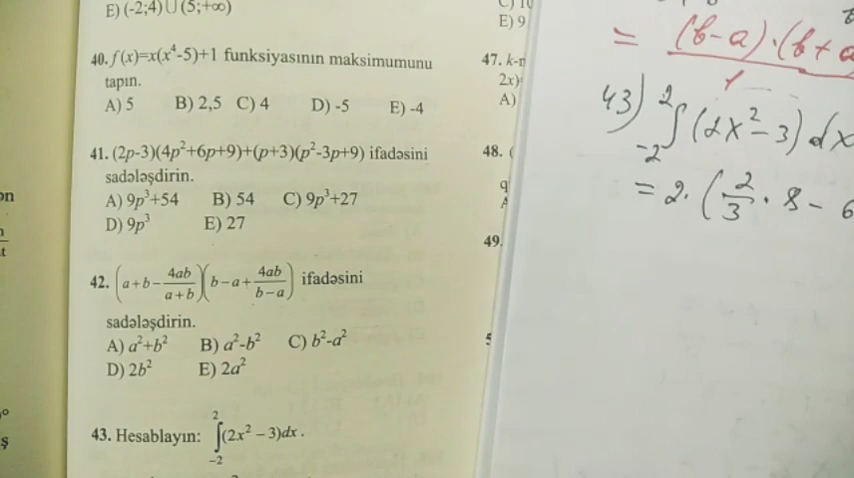 E) (-2;4)∪(5;+∞)
40. f(x)=x(x⁴-5)+1 funksiyasının maksimumunu
tapın.
A) 5 B) 2,5 C) 4 D) -5 E) -4
41. (2p-3)(4p²+6p+9)+(p+3)(p²-3p+9) ifadəsini
sadələşdirin.
A) 9p³+54 B) 54 C) 9p³+27
D) 9p³ E) 27
42. (a+b-4ab/(a+b))(b-a+4ab/(b-a)) ifadəsini
sadələşdirin.
A) a²+b² B) a²-b² C) b²-a²
D) 2b² E) 2a²
43. Hesablayın: ∫₋₂²(2x²-3)dx.
E) 9
47.
2x)
A)
48.
49.
= (b-a)·(b+a
43) ∫₋₂²(2x²-3)dx
= 2·(2/3·8-6